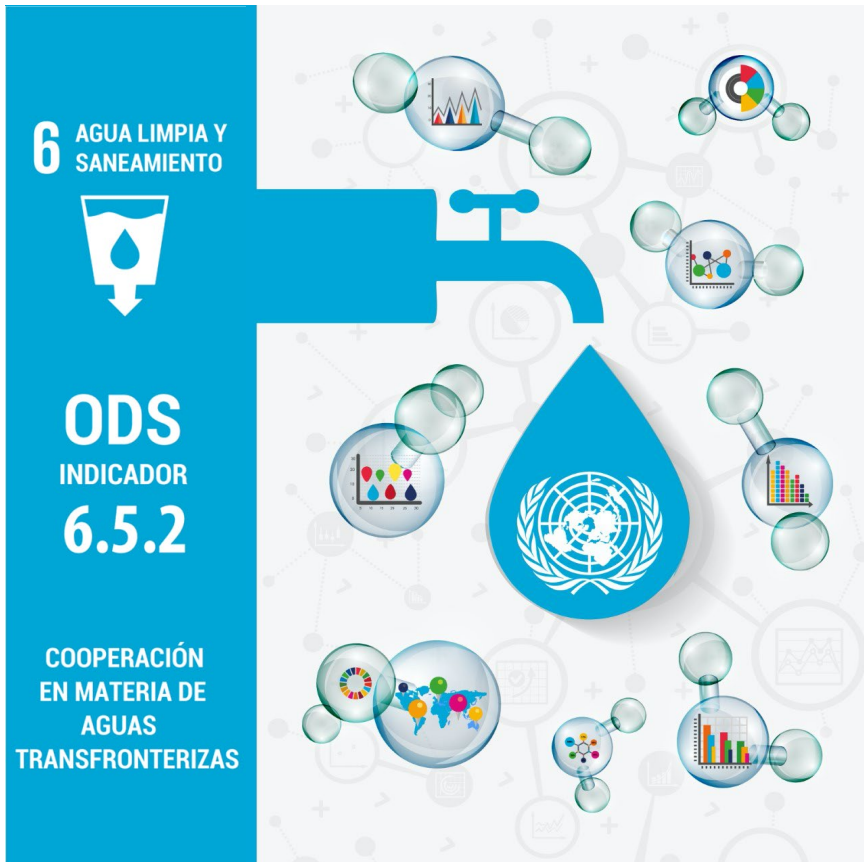 6 AGUA LIMPIA Y
SANEAMIENTO
ODS
INDICADOR
6.5.2
COOPERACIÓN
EN MATERIA DE
AGUAS
TRANSFRONTERIZAS